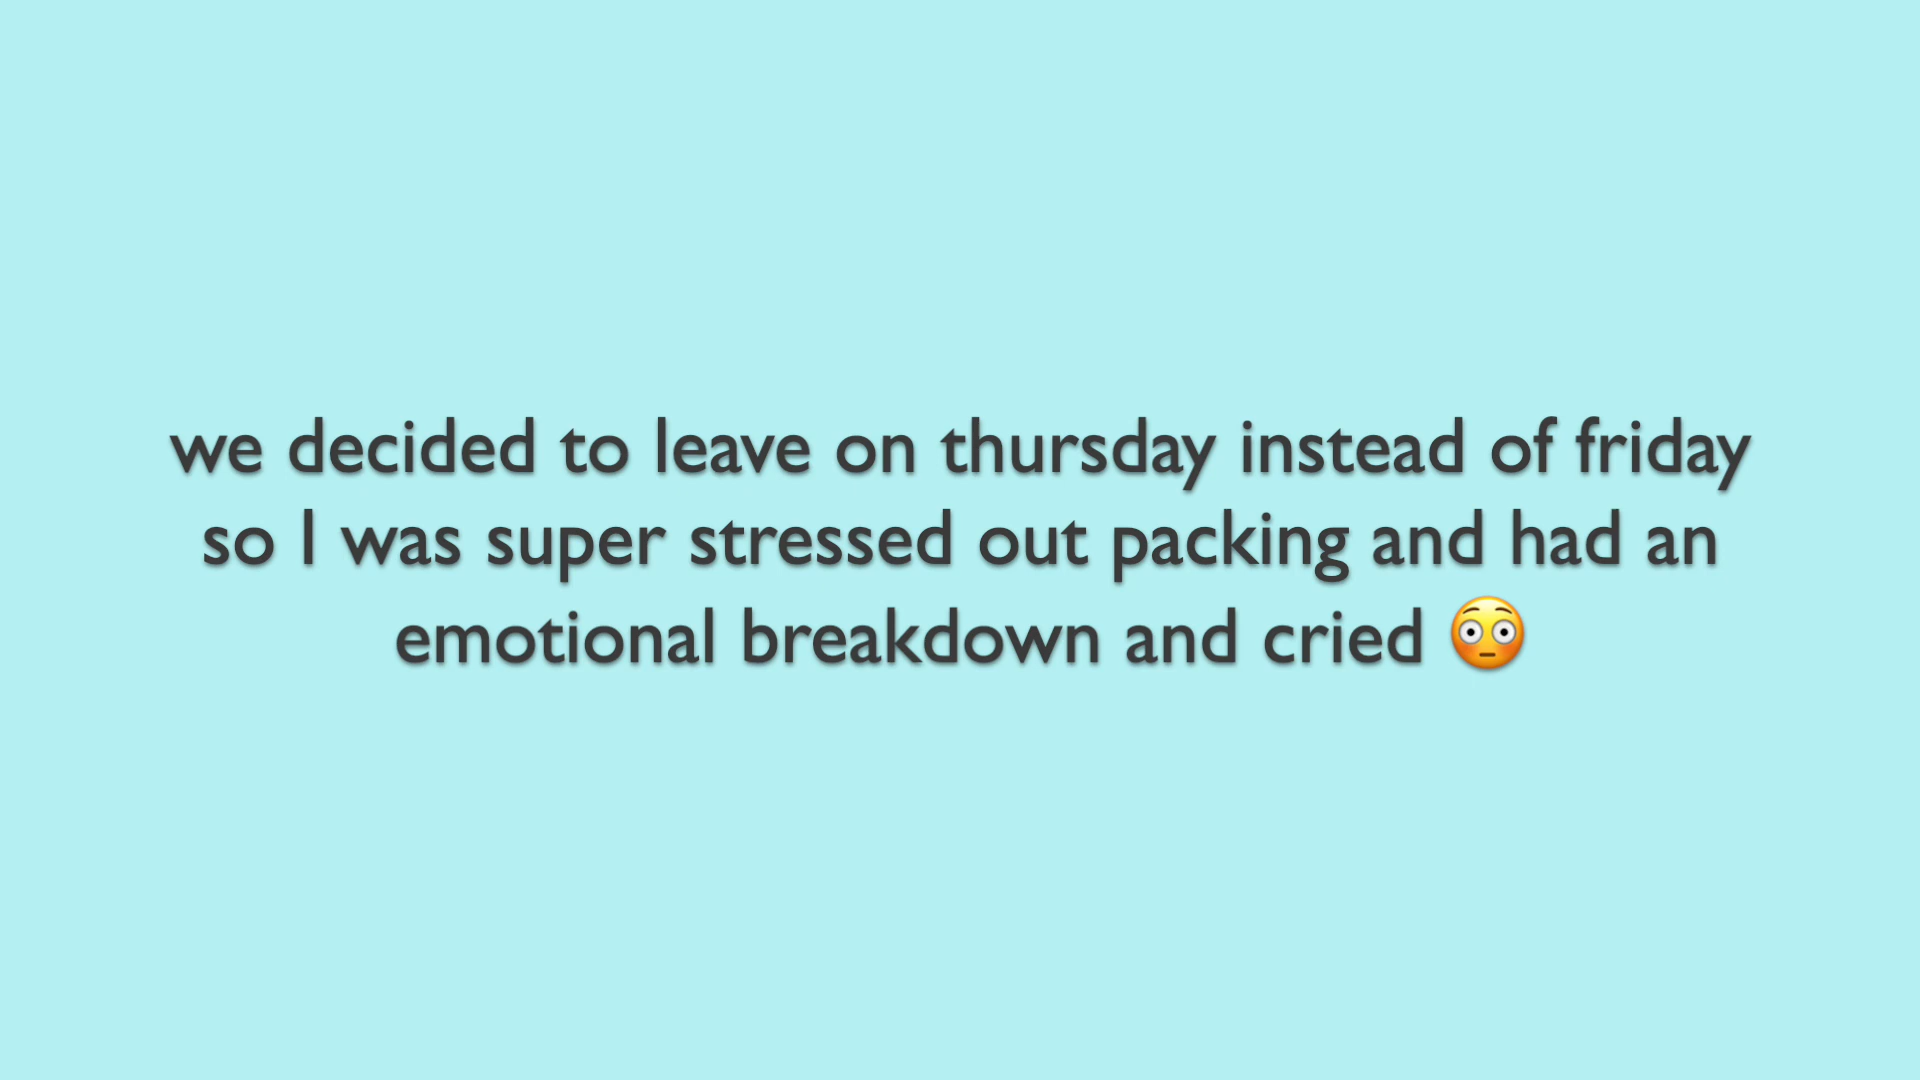 we decided to leave on thursday instead of friday
so I was super stressed out packing and had an
emotional breakdown and cried 😳